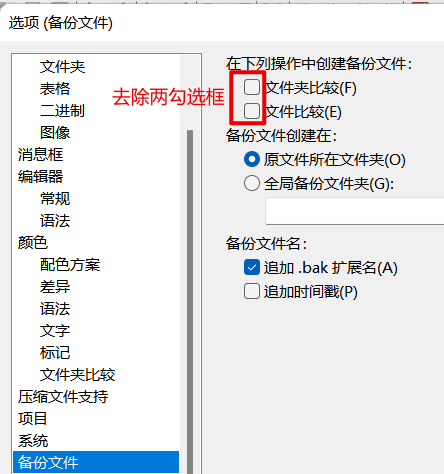 选项 (备份文件)
文件夹
表格
二进制
图像
消息框
编辑器
常规
语法
颜色
配色方案
差异
语法
文字
标记
文件夹比较
压缩文件支持
项目
系统
备份文件
去除两勾选框
在下列操作中创建备份文件：
文件夹比较(F)
文件比较(E)
备份文件创建在：
原文件所在文件夹(O)
全局备份文件夹(G):
备份文件名：
追加 .bak 扩展名(A)
追加时间戳(P)